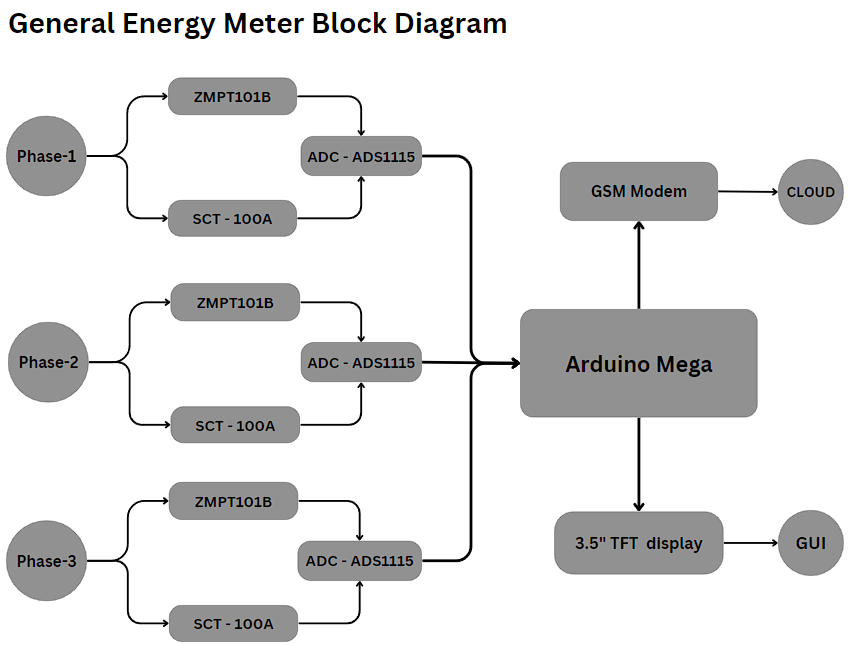 General Energy Meter Block Diagram
ZMPT101B
Phase-1
ADC - ADS1115
SCT - 100A
GSM Modem
CLOUD
ZMPT101B
Phase-2
ADC - ADS1115
SCT - 100A
Arduino Mega
ZMPT101B
Phase-3
ADC - ADS1115
SCT - 100A
3.5" TFT display
GUI